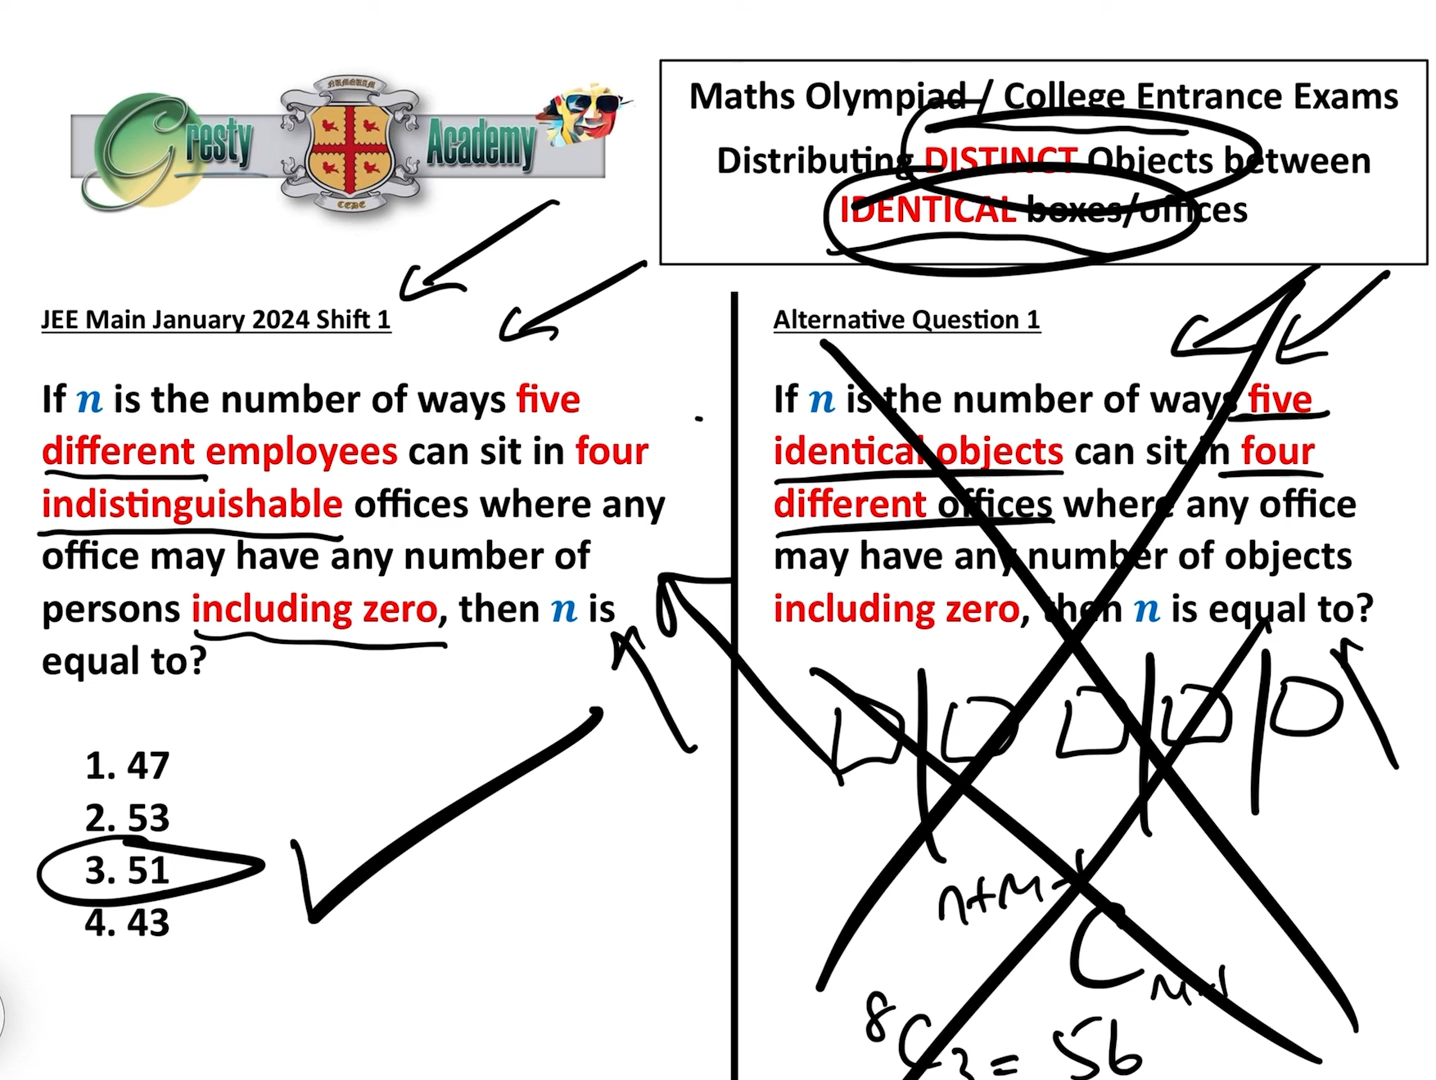 NUMORUM
Gresty Academy
CEDE
Maths Olympiad / College Entrance Exams
Distributing DISTINCT Objects between
IDENTICAL boxes/offices
JEE Main January 2024 Shift 1
If n is the number of ways five
different employees can sit in four
indistinguishable offices where any
office may have any number of
persons including zero, then n is
equal to?
1. 47
2. 53
3. 51
4. 43
Alternative Question 1
If n is the number of ways five
identical objects can sit in four
different offices where any office
may have any number of objects
including zero, then n is equal to?
8C3 = 56